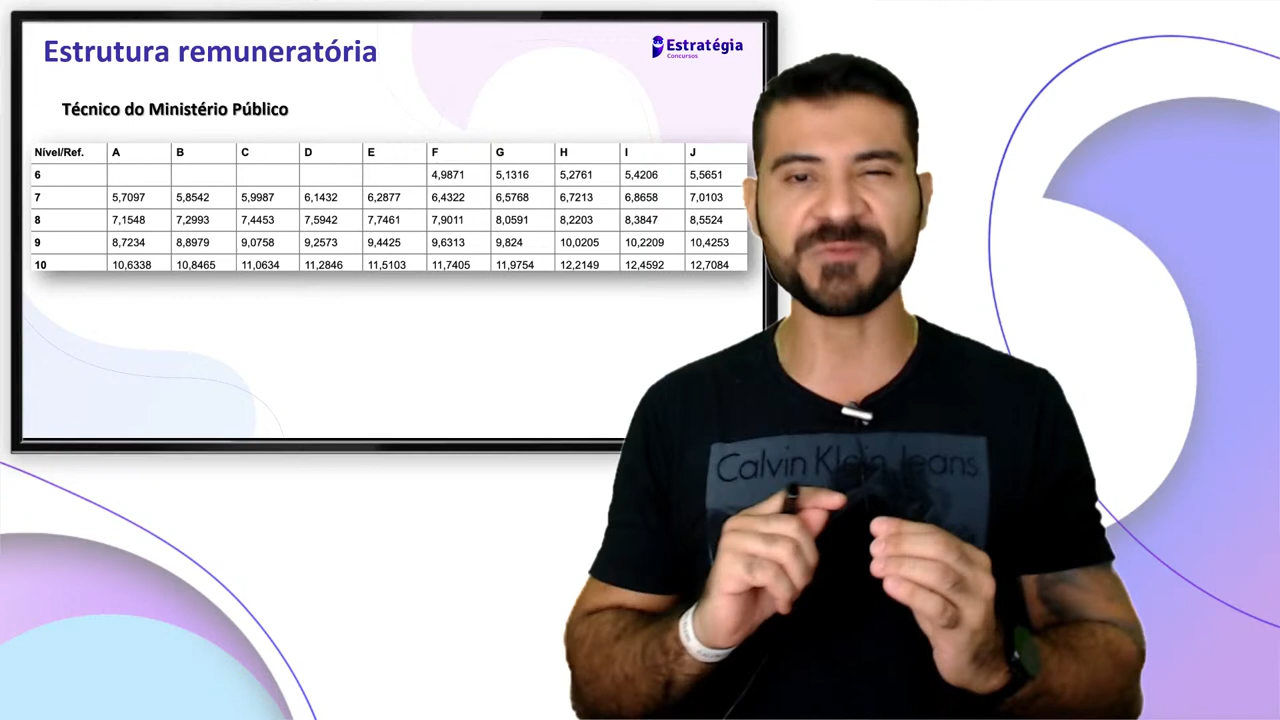 Estrutura remuneratória
Estratégia
Concursos
Técnico do Ministério Público
Nível/Ref. A B C D E F G H I J
6 4,9871 5,1316 5,2761 5,4206 5,5651
7 5,7097 5,8542 5,9987 6,1432 6,2877 6,4322 6,5768 6,7213 6,8658 7,0103
8 7,1548 7,2993 7,4453 7,5942 7,7461 7,9011 8,0591 8,2203 8,3847 8,5524
9 8,7234 8,8979 9,0758 9,2573 9,4425 9,6313 9,824 10,0205 10,2209 10,4253
10 10,6338 10,8465 11,0634 11,2846 11,5103 11,7405 11,9754 12,2149 12,4592 12,7084
Calvin Klein Jeans